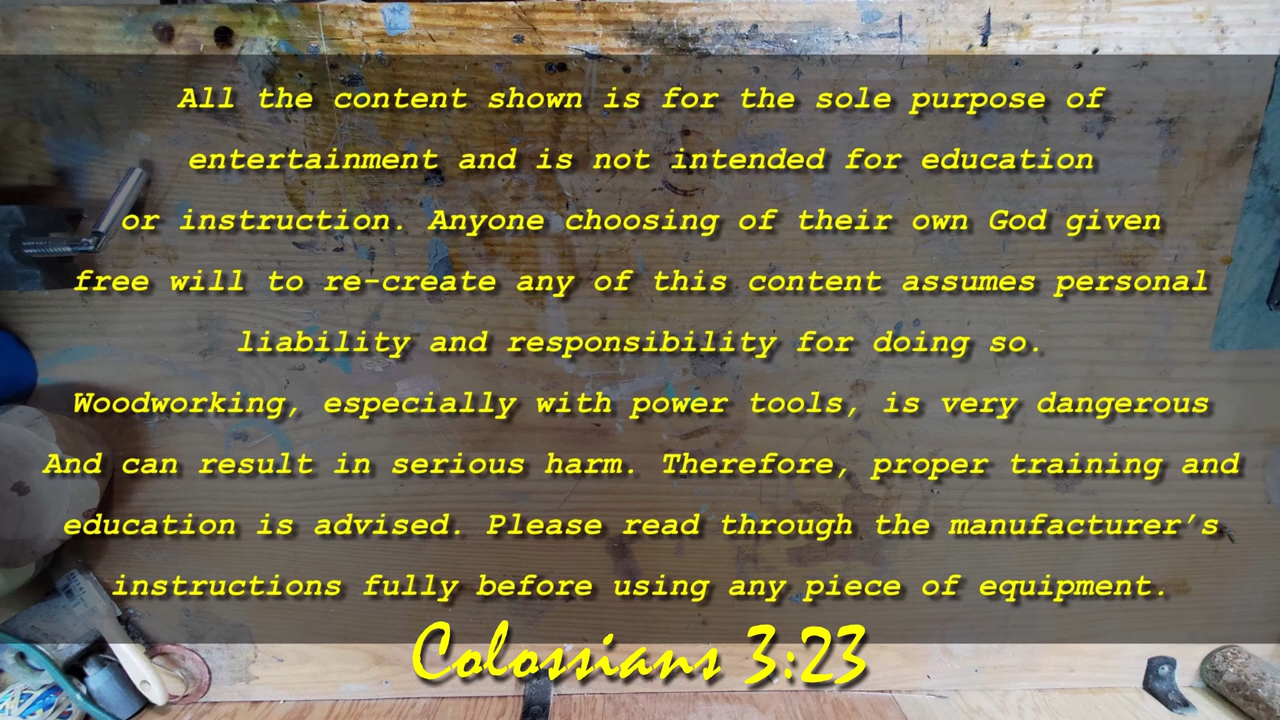 All the content shown is for the sole purpose of
entertainment and is not intended for education
or instruction. Anyone choosing of their own God given
free will to re-create any of this content assumes personal
liability and responsibility for doing so.
Woodworking, especially with power tools, is very dangerous
And can result in serious harm. Therefore, proper training and
education is advised. Please read through the manufacturer’s
instructions fully before using any piece of equipment.
Colossians 3:23